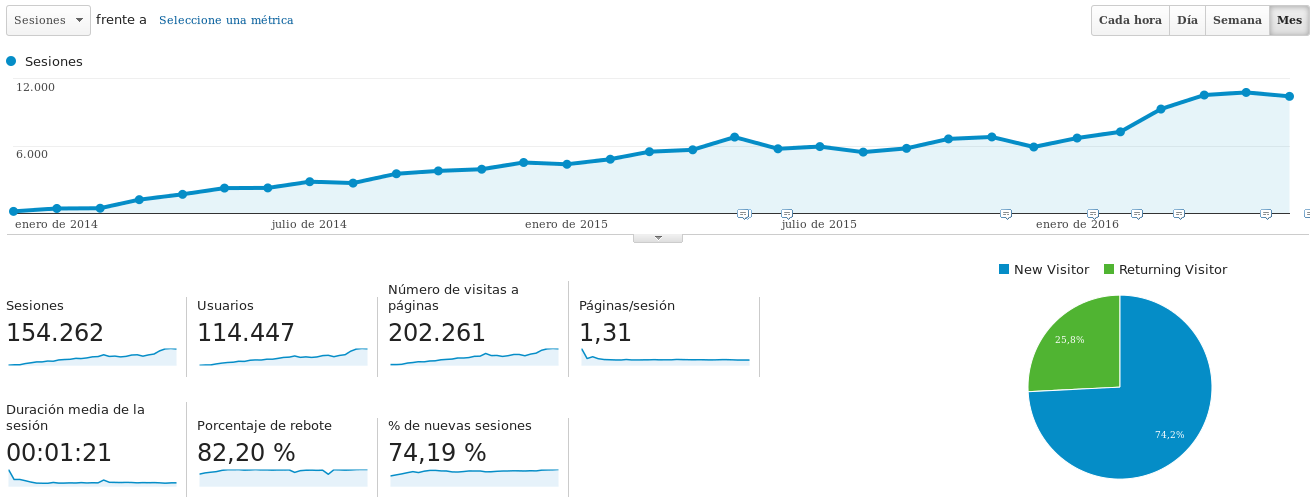 Sesiones frente a Seleccione una métrica Cada hora Día Semana Mes
Sesiones
12.000
6.000
enero de 2014 julio de 2014 enero de 2015 julio de 2015 enero de 2016
New Visitor Returning Visitor
Sesiones
154.262
Usuarios
114.447
Número de visitas a
páginas
202.261
Páginas/sesión
1,31
25,8%
74,2%
Duración media de la
sesión
00:01:21
Porcentaje de rebote
82,20 %
% de nuevas sesiones
74,19 %